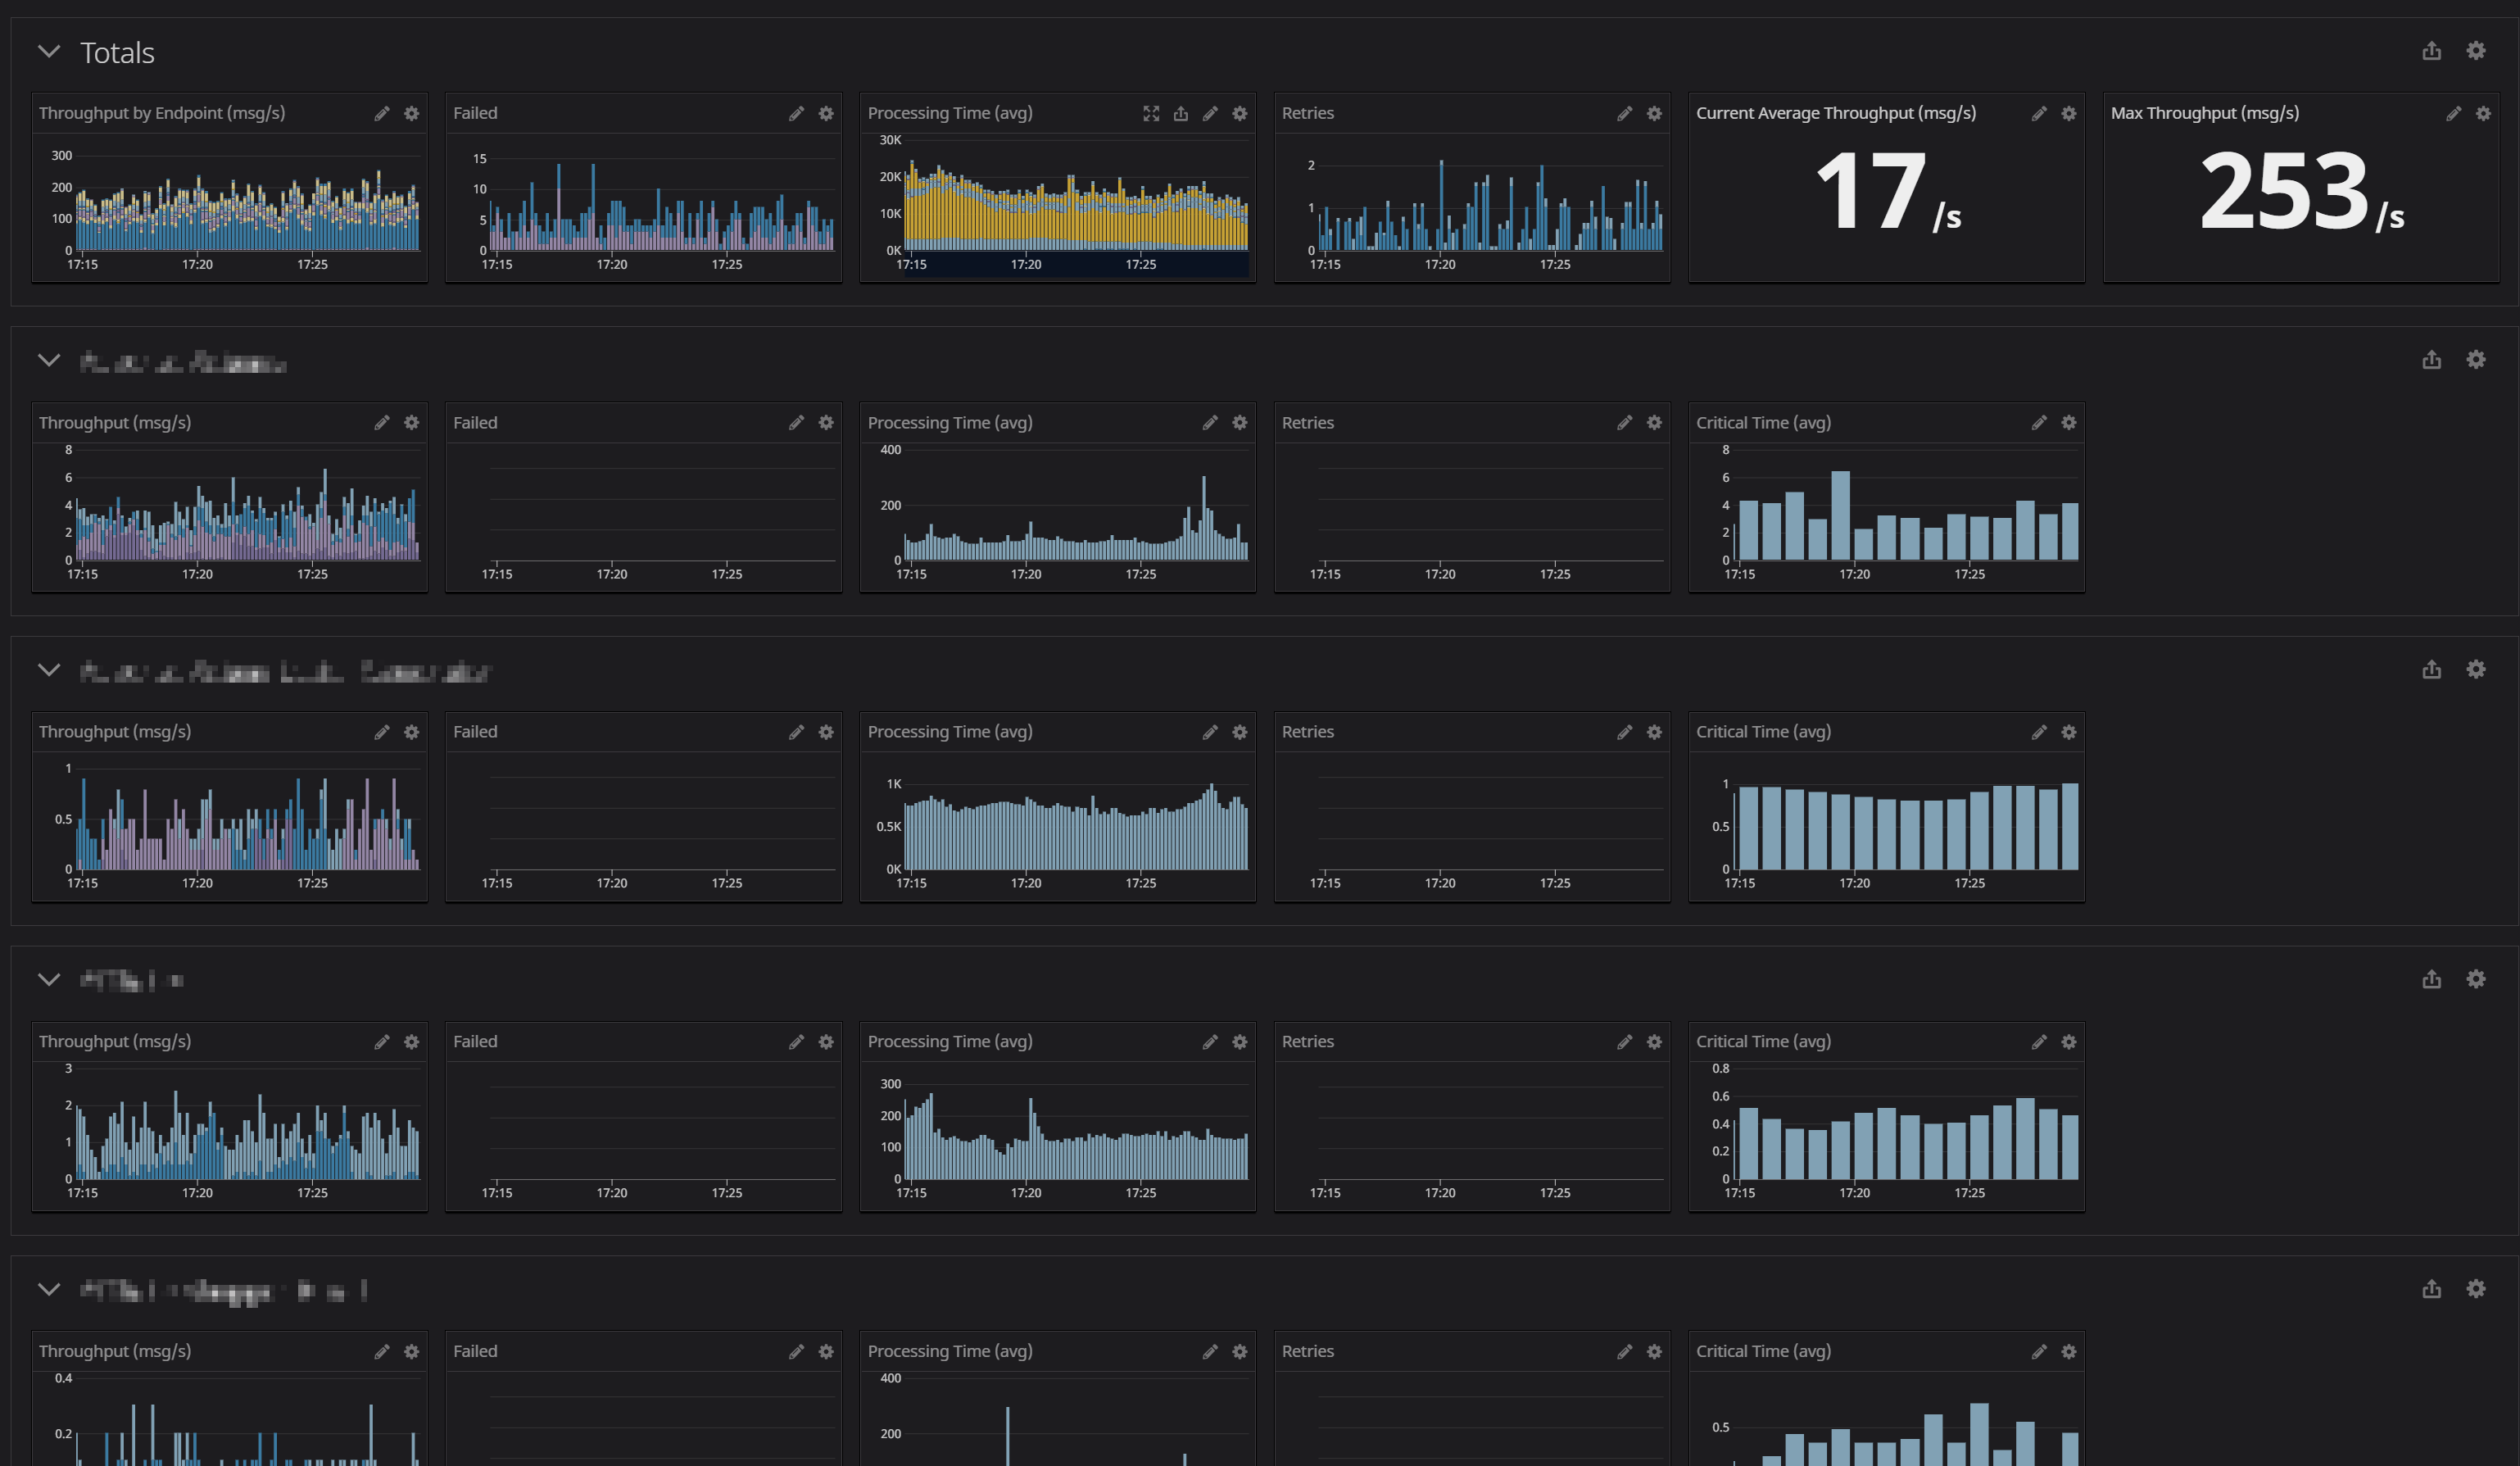 Totals
Throughput by Endpoint (msg/s)
300
200
100
0
17:15 17:20 17:25
Failed
15
10
5
0
17:15 17:20 17:25
Processing Time (avg)
30K
20K
10K
0K
17:15 17:20 17:25
Retries
2
1
0
17:15 17:20 17:25
Current Average Throughput (msg/s)
17/s
Max Throughput (msg/s)
253/s
Throughput (msg/s)
8
6
4
2
0
17:15 17:20 17:25
Failed
17:15 17:20 17:25
Processing Time (avg)
400
200
0
17:15 17:20 17:25
Retries
17:15 17:20 17:25
Critical Time (avg)
8
6
4
2
0
17:15 17:20 17:25
Throughput (msg/s)
1
0.5
0
17:15 17:20 17:25
Failed
17:15 17:20 17:25
Processing Time (avg)
1K
0.5K
0K
17:15 17:20 17:25
Retries
17:15 17:20 17:25
Critical Time (avg)
1
0.5
0
17:15 17:20 17:25
Throughput (msg/s)
3
2
1
0
17:15 17:20 17:25
Failed
17:15 17:20 17:25
Processing Time (avg)
300
200
100
0
17:15 17:20 17:25
Retries
17:15 17:20 17:25
Critical Time (avg)
0.8
0.6
0.4
0.2
0
17:15 17:20 17:25
Throughput (msg/s)
0.4
0.2
Failed
Processing Time (avg)
400
200
Retries
Critical Time (avg)
0.5